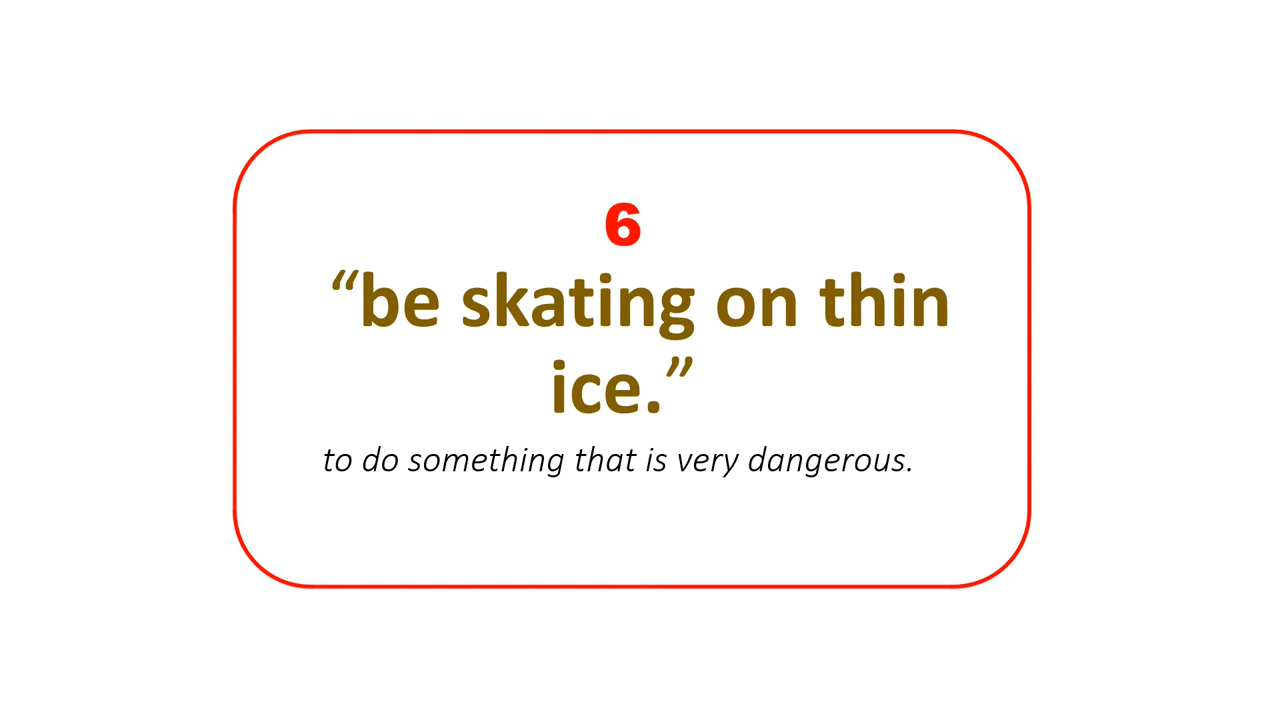 6
“be skating on thin
ice.”
to do something that is very dangerous.